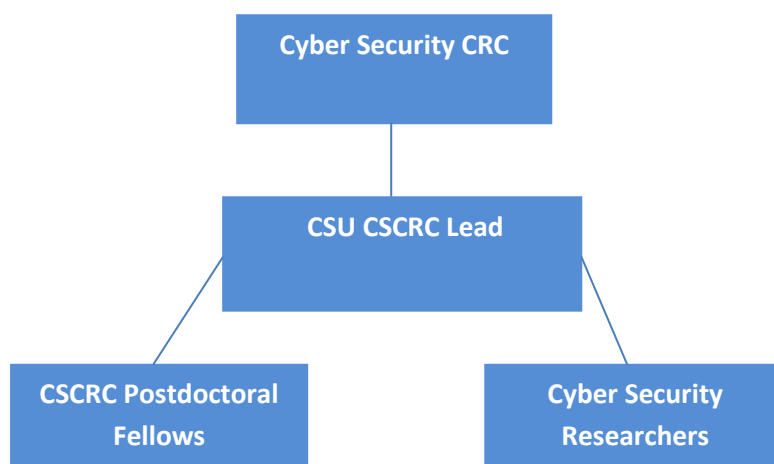 Cyber Security CRC
CSU CSCRC Lead
CSCRC Postdoctoral
Fellows
Cyber Security
Researchers